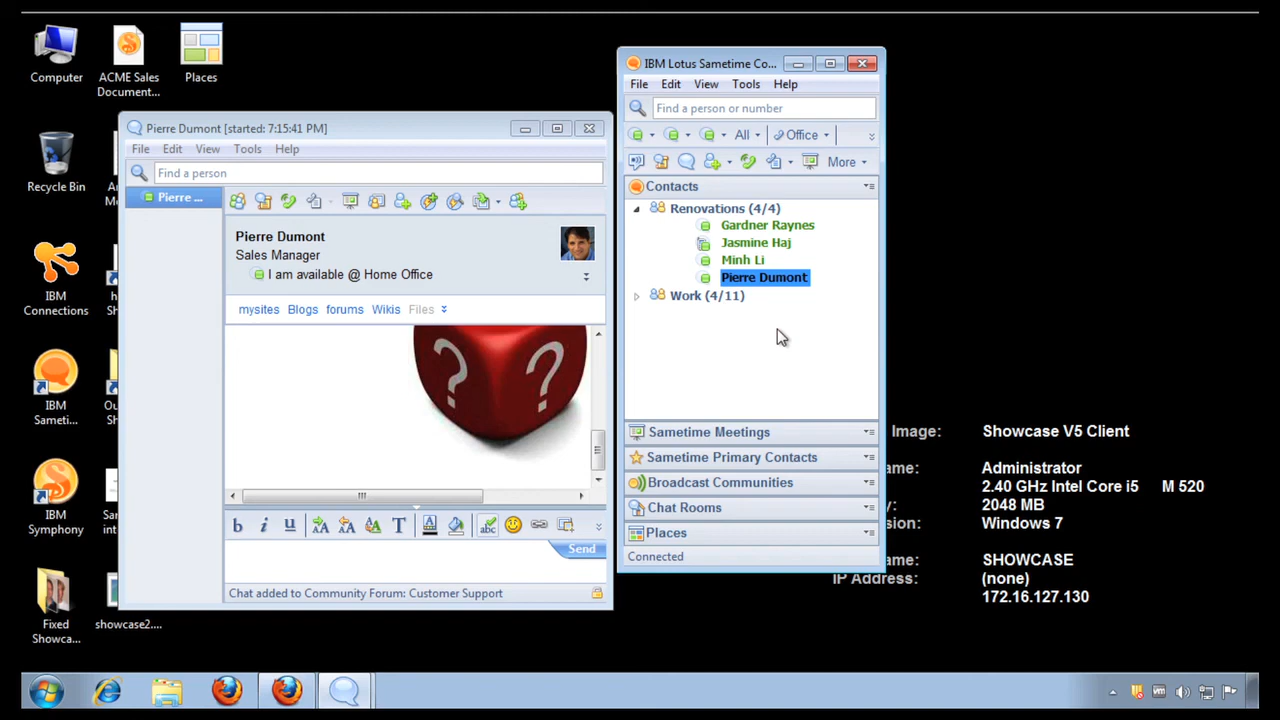 Computer
ACME Sales
Document...
Places
Recycle Bin
IBM
Connections
IBM
Sameti...
IBM
Symphony
Fixed
Showca...
showcase2....
Pierre Dumont [started: 7:15:41 PM]
File Edit View Tools Help
Find a person
Pierre ...
Pierre Dumont
Sales Manager
I am available @ Home Office
mysites Blogs forums Wikis Files
? ?
b i u T A abc
Send
Chat added to Community Forum: Customer Support
IBM Lotus Sametime Co...
File Edit View Tools Help
Find a person or number
All Office
More
Contacts
Renovations (4/4)
Gardner Raynes
Jasmine Haj
Minh Li
Pierre Dumont
Work (4/11)
Sametime Meetings
Sametime Primary Contacts
Broadcast Communities
Chat Rooms
Places
Connected
Image: Showcase V5 Client
ame: Administrator
2.40 GHz Intel Core i5 M 520
y: 2048 MB
sion: Windows 7
ame: SHOWCASE
IP Address: (none)
172.16.127.130